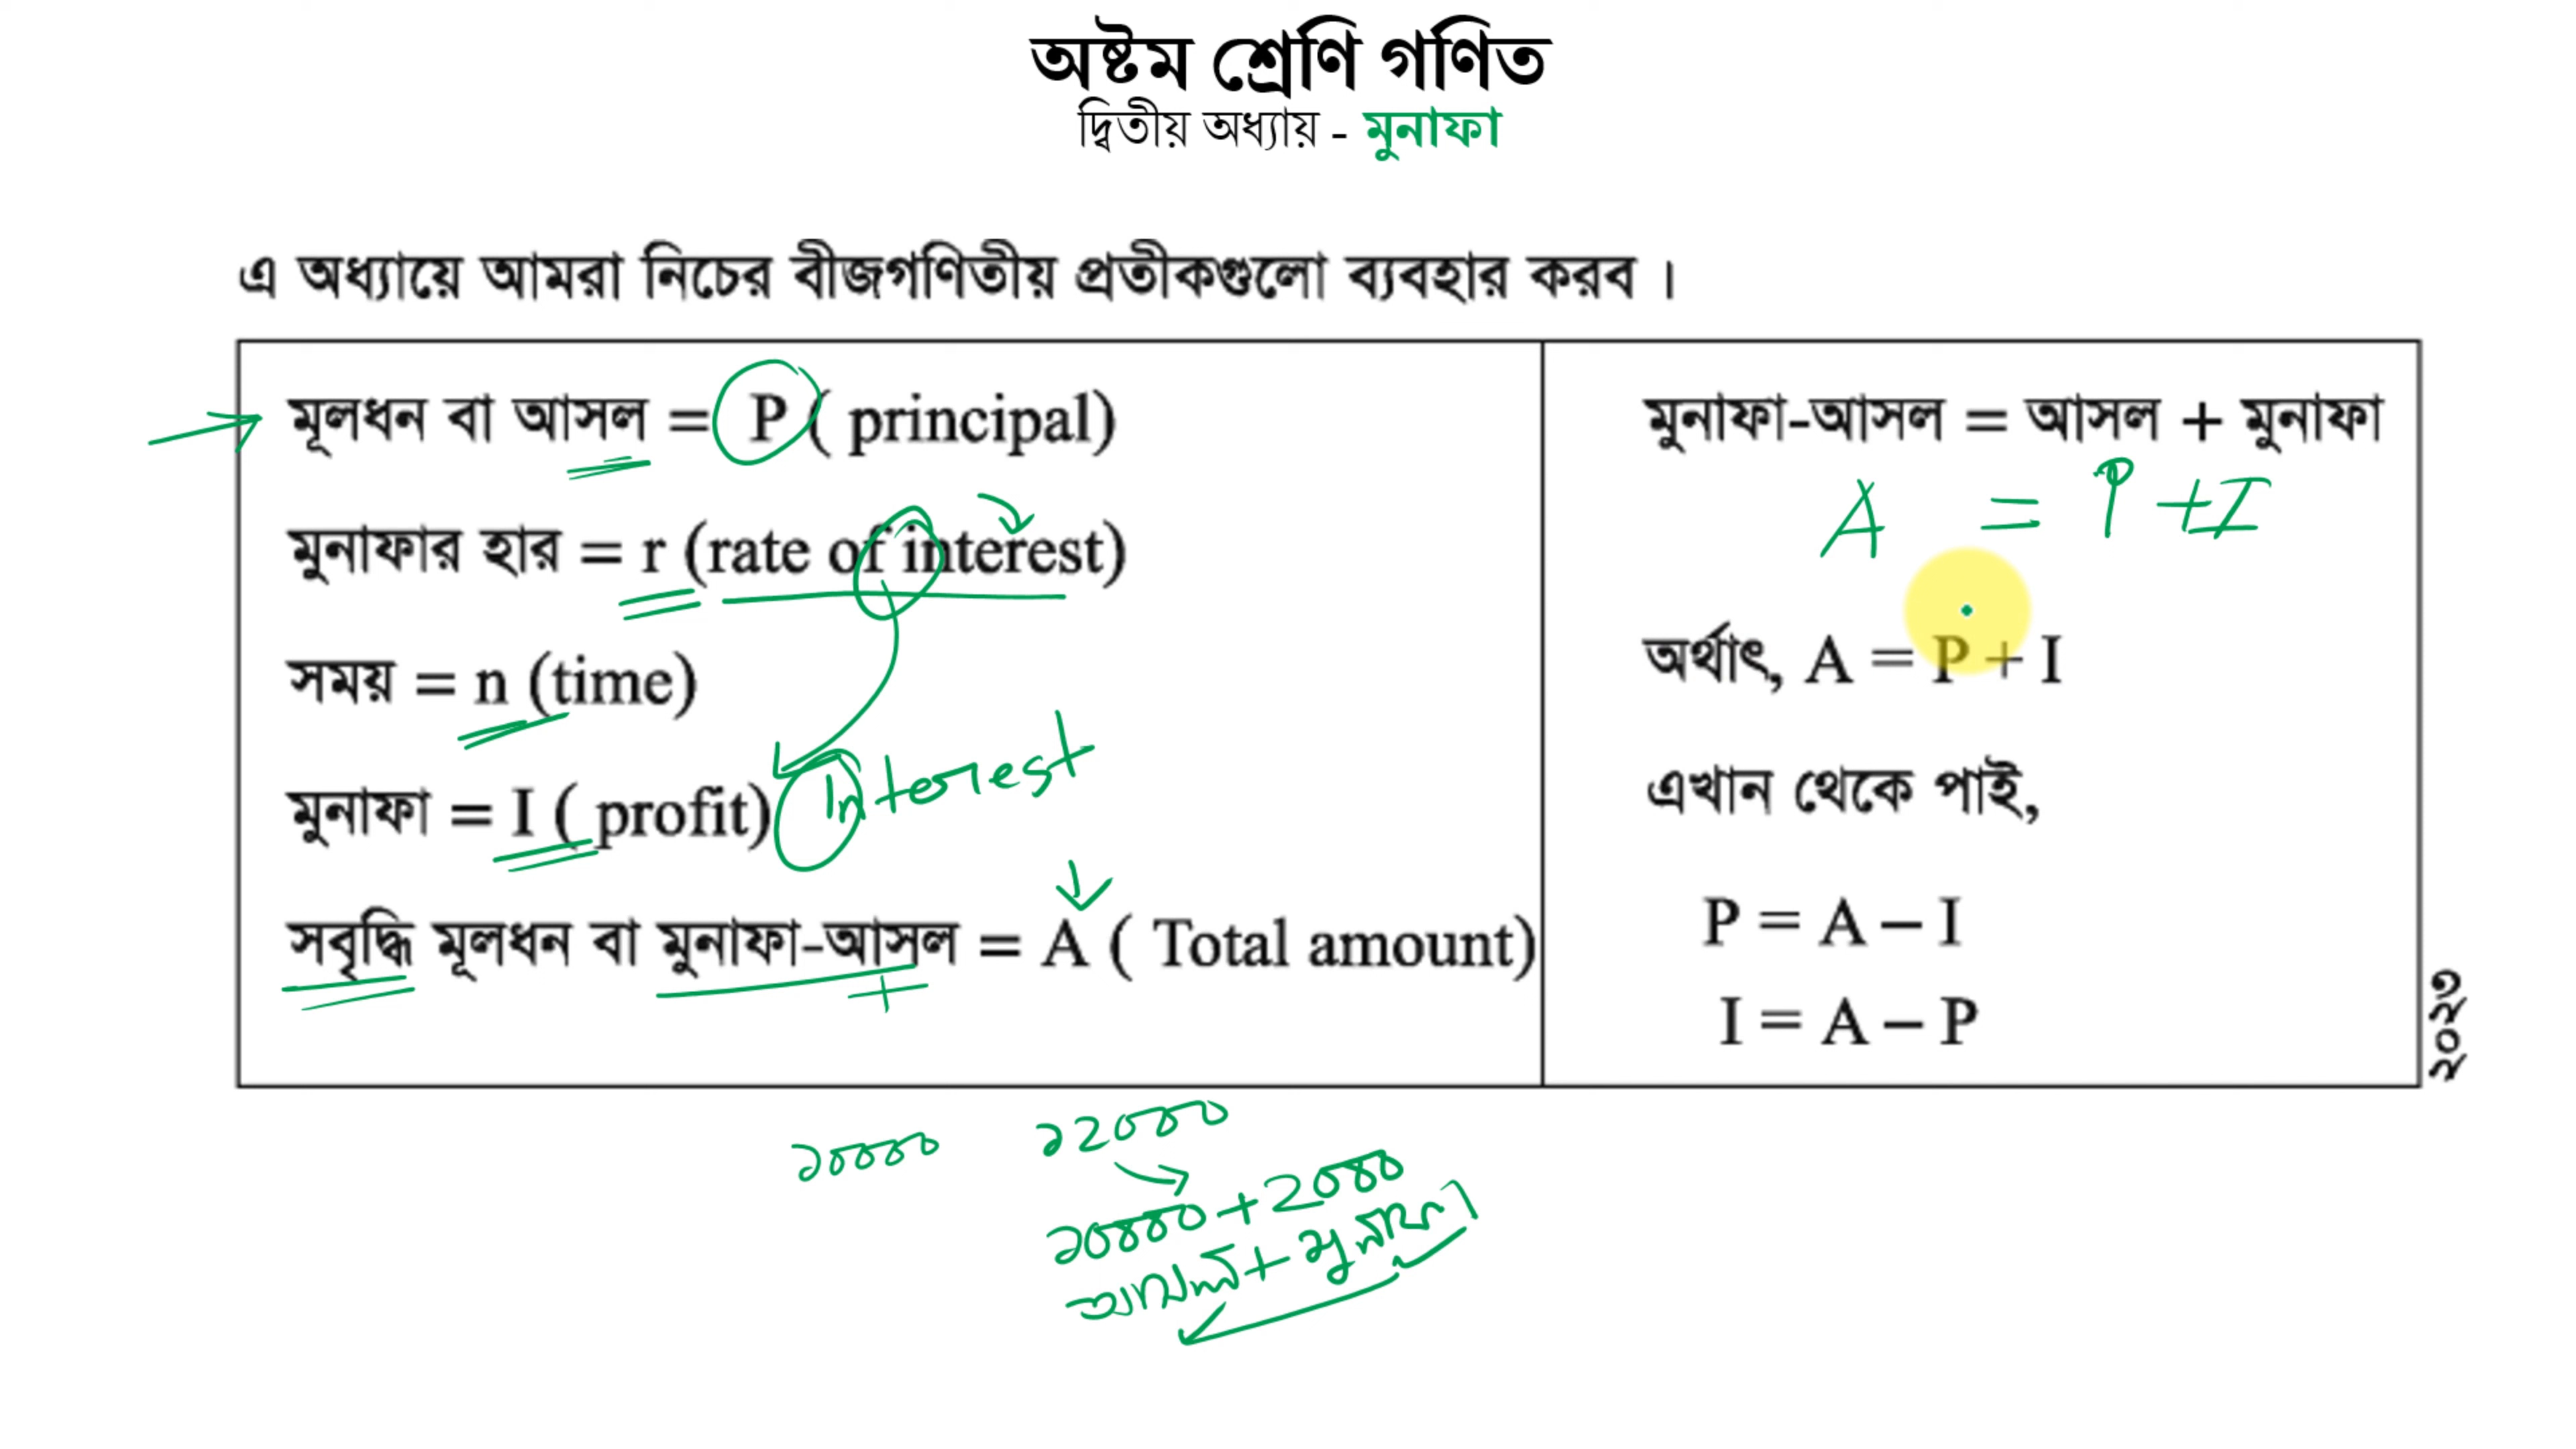 অষ্টম শ্রেণি গণিত
দ্বিতীয় অধ্যায় - মুনাফা
এ অধ্যায়ে আমরা নিচের বীজগণিতীয় প্রতীকগুলো ব্যবহার করব ।
মূলধন বা আসল = P ( principal)
মুনাফার হার = r (rate of interest)
সময় = n (time)
মুনাফা = I ( profit) Interest
সবৃদ্ধি মূলধন বা মুনাফা-আসল = A ( Total amount)
+
মুনাফা-আসল = আসল + মুনাফা
A = P + I
অর্থাৎ, A = P + I
এখান থেকে পাই,
P = A – I
I = A – P
২০২৩
১০০০০ ১২০০০
১০০০০ + ২০০০
আসল + মুনাফা